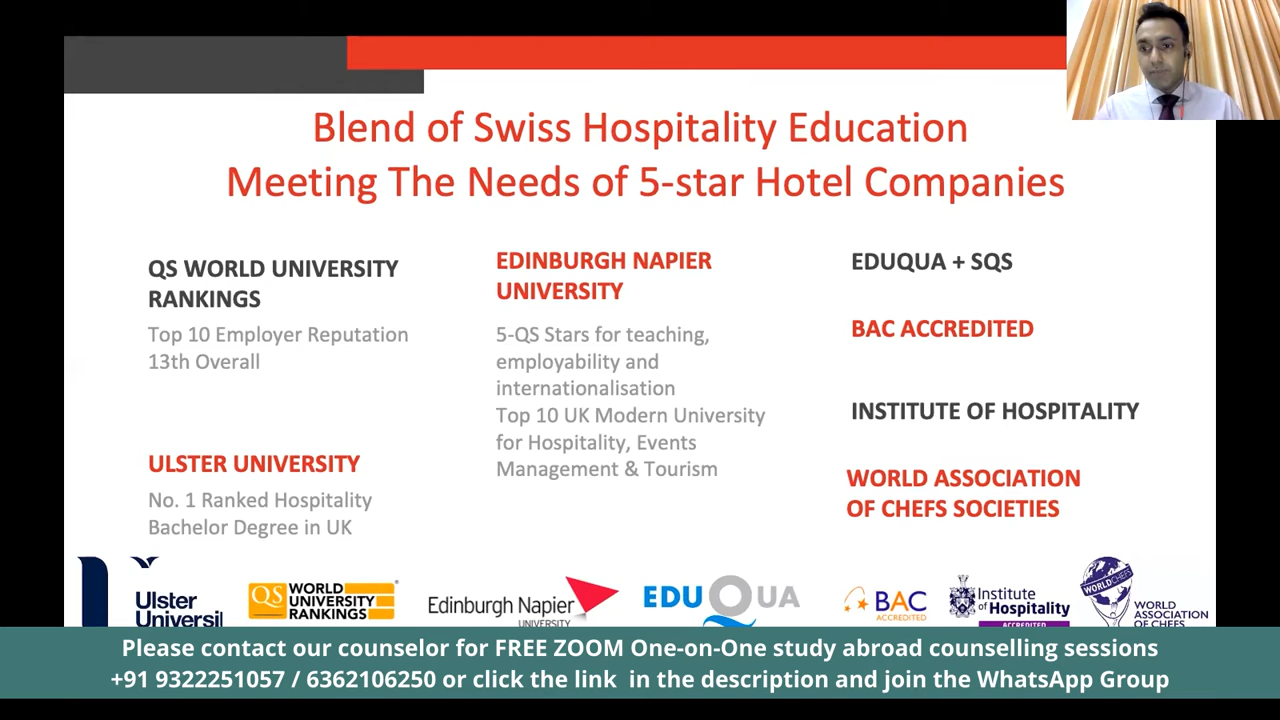 Blend of Swiss Hospitality Education
Meeting The Needs of 5-star Hotel Companies
QS WORLD UNIVERSITY
RANKINGS
Top 10 Employer Reputation
13th Overall
ULSTER UNIVERSITY
No. 1 Ranked Hospitality
Bachelor Degree in UK
EDINBURGH NAPIER
UNIVERSITY
5-QS Stars for teaching,
employability and
internationalisation
Top 10 UK Modern University
for Hospitality, Events
Management & Tourism
EDUQUA + SQS
BAC ACCREDITED
INSTITUTE OF HOSPITALITY
WORLD ASSOCIATION
OF CHEFS SOCIETIES
Ulster
Universit
QS WORLD
UNIVERSITY
RANKINGS
Edinburgh Napier
UNIVERSITY
EDUQUA
BAC
ACCREDITED
Institute
of Hospitality
ACCREDITED
WORLDCHEFS
WORLD
ASSOCIATION
OF CHEFS
Please contact our counselor for FREE ZOOM One-on-One study abroad counselling sessions
+91 9322251057 / 6362106250 or click the link in the description and join the WhatsApp Group